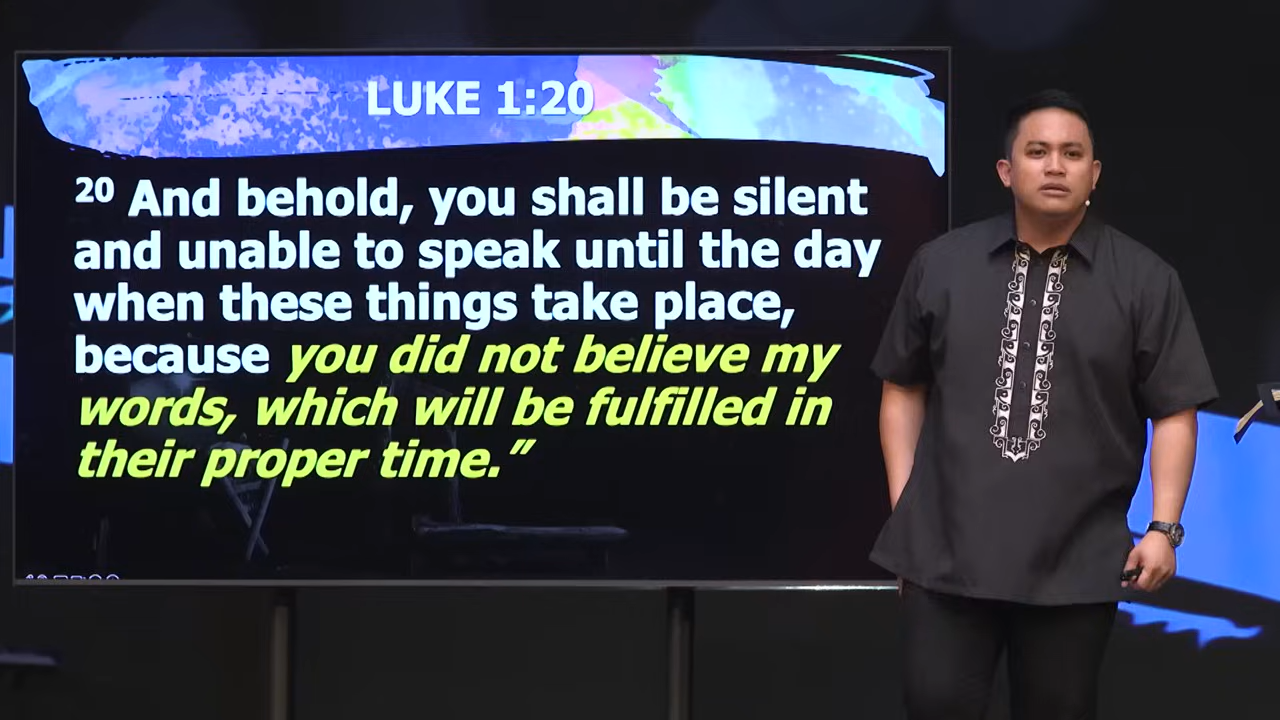 LUKE 1:20
20 And behold, you shall be silent
and unable to speak until the day
when these things take place,
because you did not believe my
words, which will be fulfilled in
their proper time.”